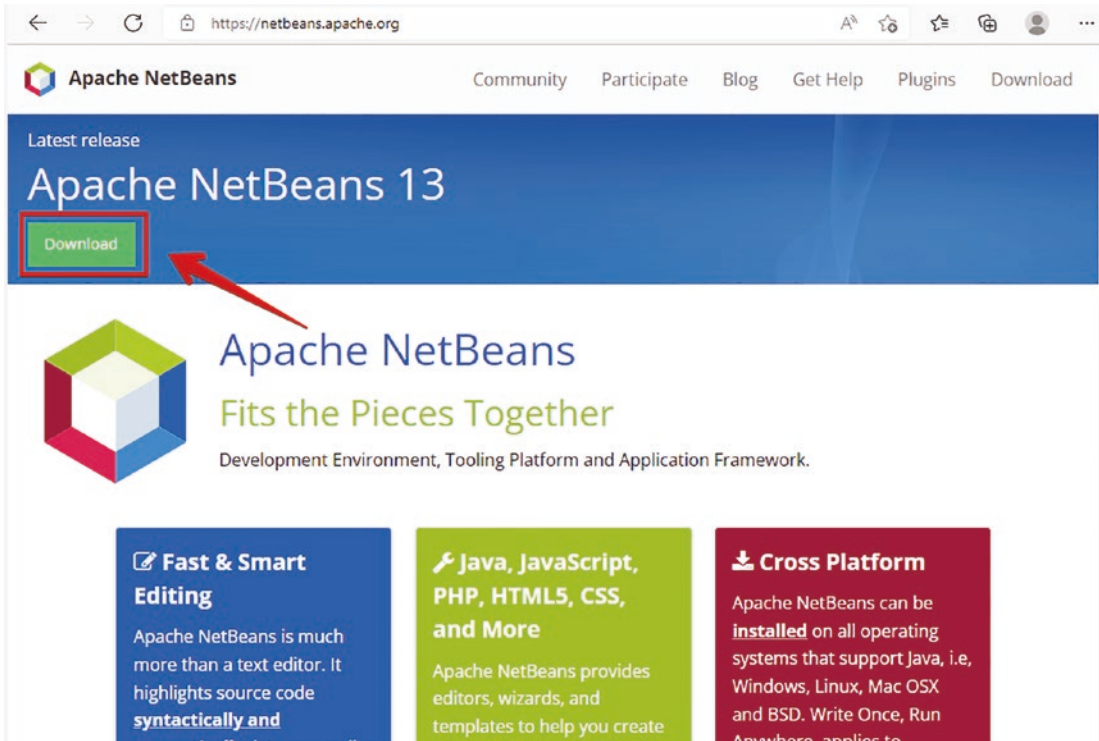 https://netbeans.apache.org
Apache NetBeans
Community Participate Blog Get Help Plugins Download
Latest release
Apache NetBeans 13
Download
Apache NetBeans
Fits the Pieces Together
Development Environment, Tooling Platform and Application Framework.
Fast & Smart
Editing
Apache NetBeans is much
more than a text editor. It
highlights source code
syntactically and
Java, JavaScript,
PHP, HTML5, CSS,
and More
Apache NetBeans provides
editors, wizards, and
templates to help you create
Cross Platform
Apache NetBeans can be
installed on all operating
systems that support Java, i.e,
Windows, Linux, Mac OSX
and BSD. Write Once, Run
Anywhere, applies to